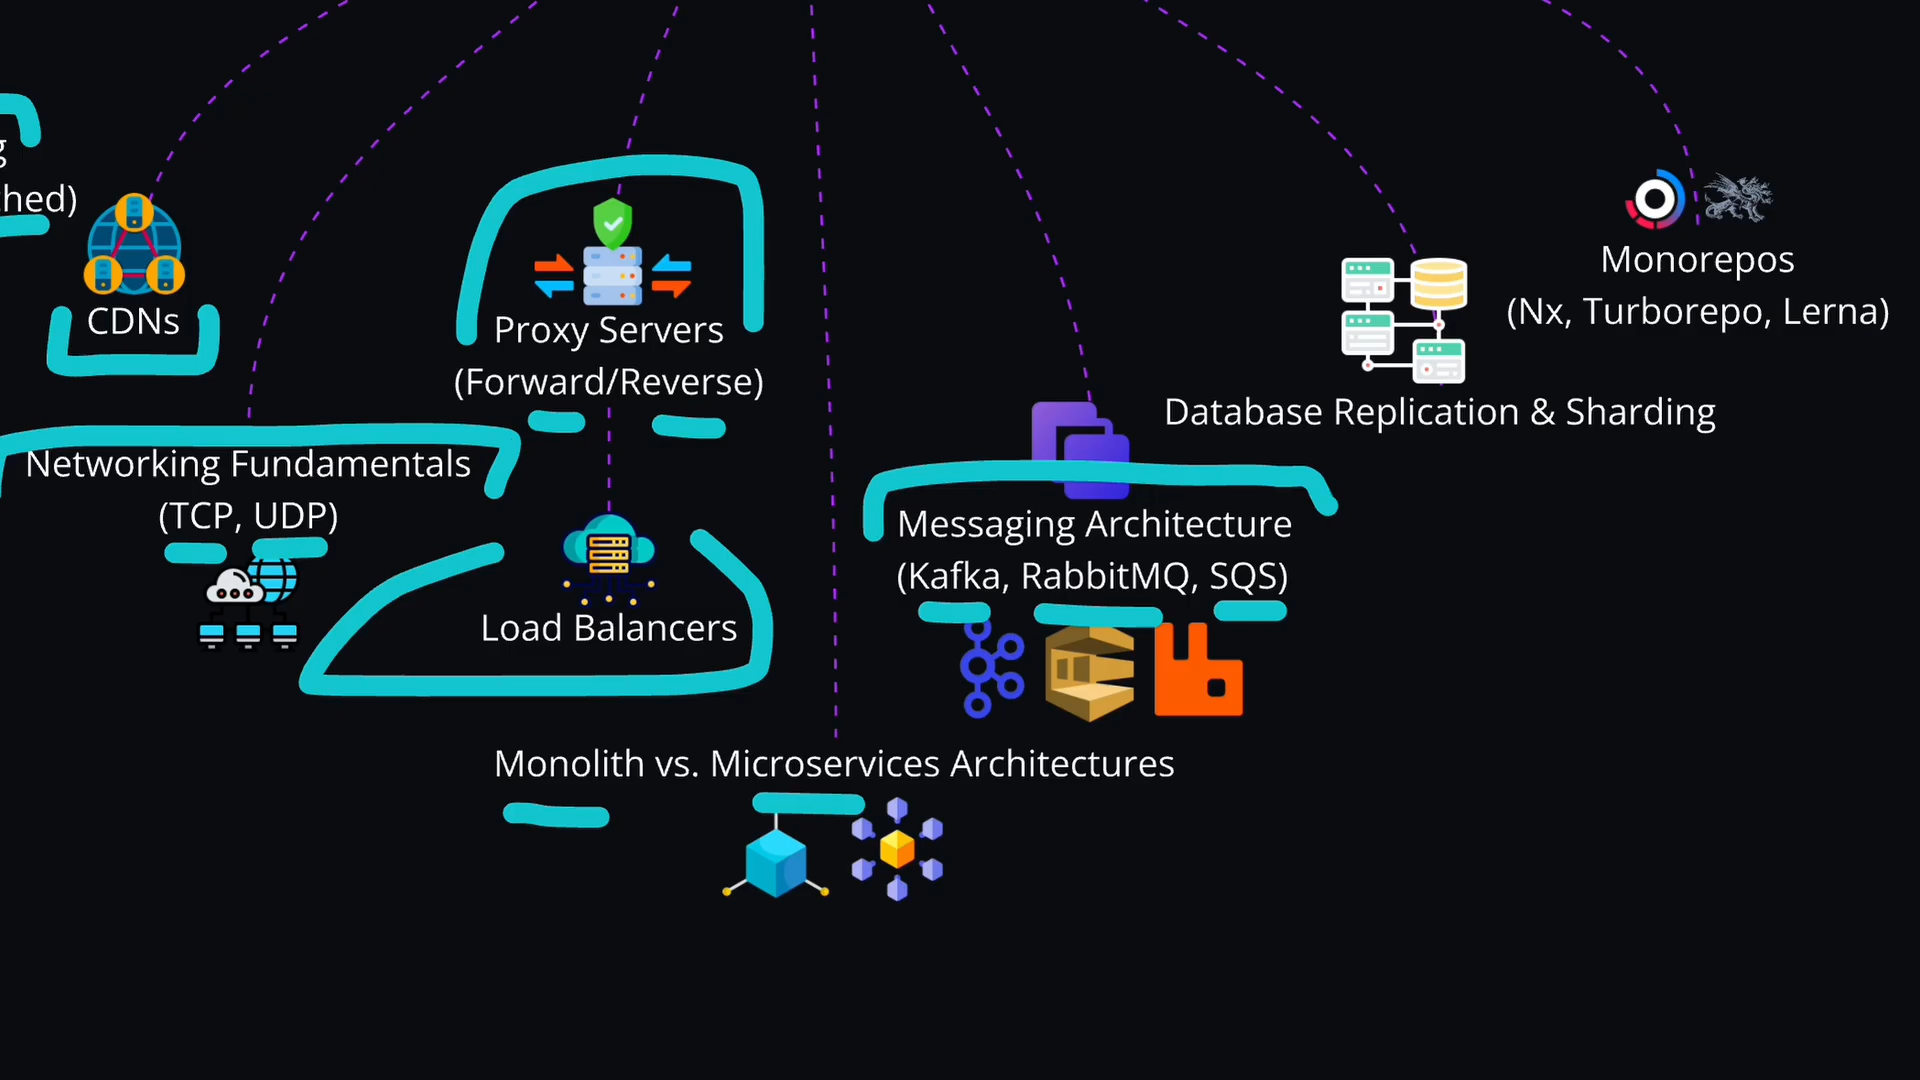 CDNs
Networking Fundamentals
(TCP, UDP)
Proxy Servers
(Forward/Reverse)
Load Balancers
Monolith vs. Microservices Architectures
Messaging Architecture
(Kafka, RabbitMQ, SQS)
Database Replication & Sharding
Monorepos
(Nx, Turborepo, Lerna)